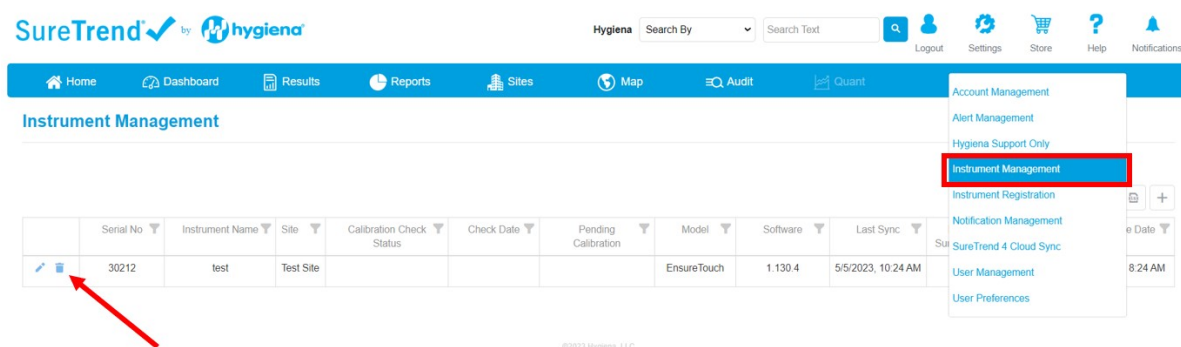 SureTrend by hygiena
Hygiena Search By Search Text
Logout Settings Store Help Notifications
Home Dashboard Results Reports Sites Map Audit Quant
Instrument Management
Account Management
Alert Management
Hygiena Support Only
Instrument Management
Instrument Registration
Notification Management
SureTrend 4 Cloud Sync
User Management
User Preferences
Serial No Instrument Name Site Calibration Check Status Check Date Pending Calibration Model Software Last Sync Su e Date
30212 test Test Site EnsureTouch 1.130.4 5/5/2023, 10:24 AM 8:24 AM